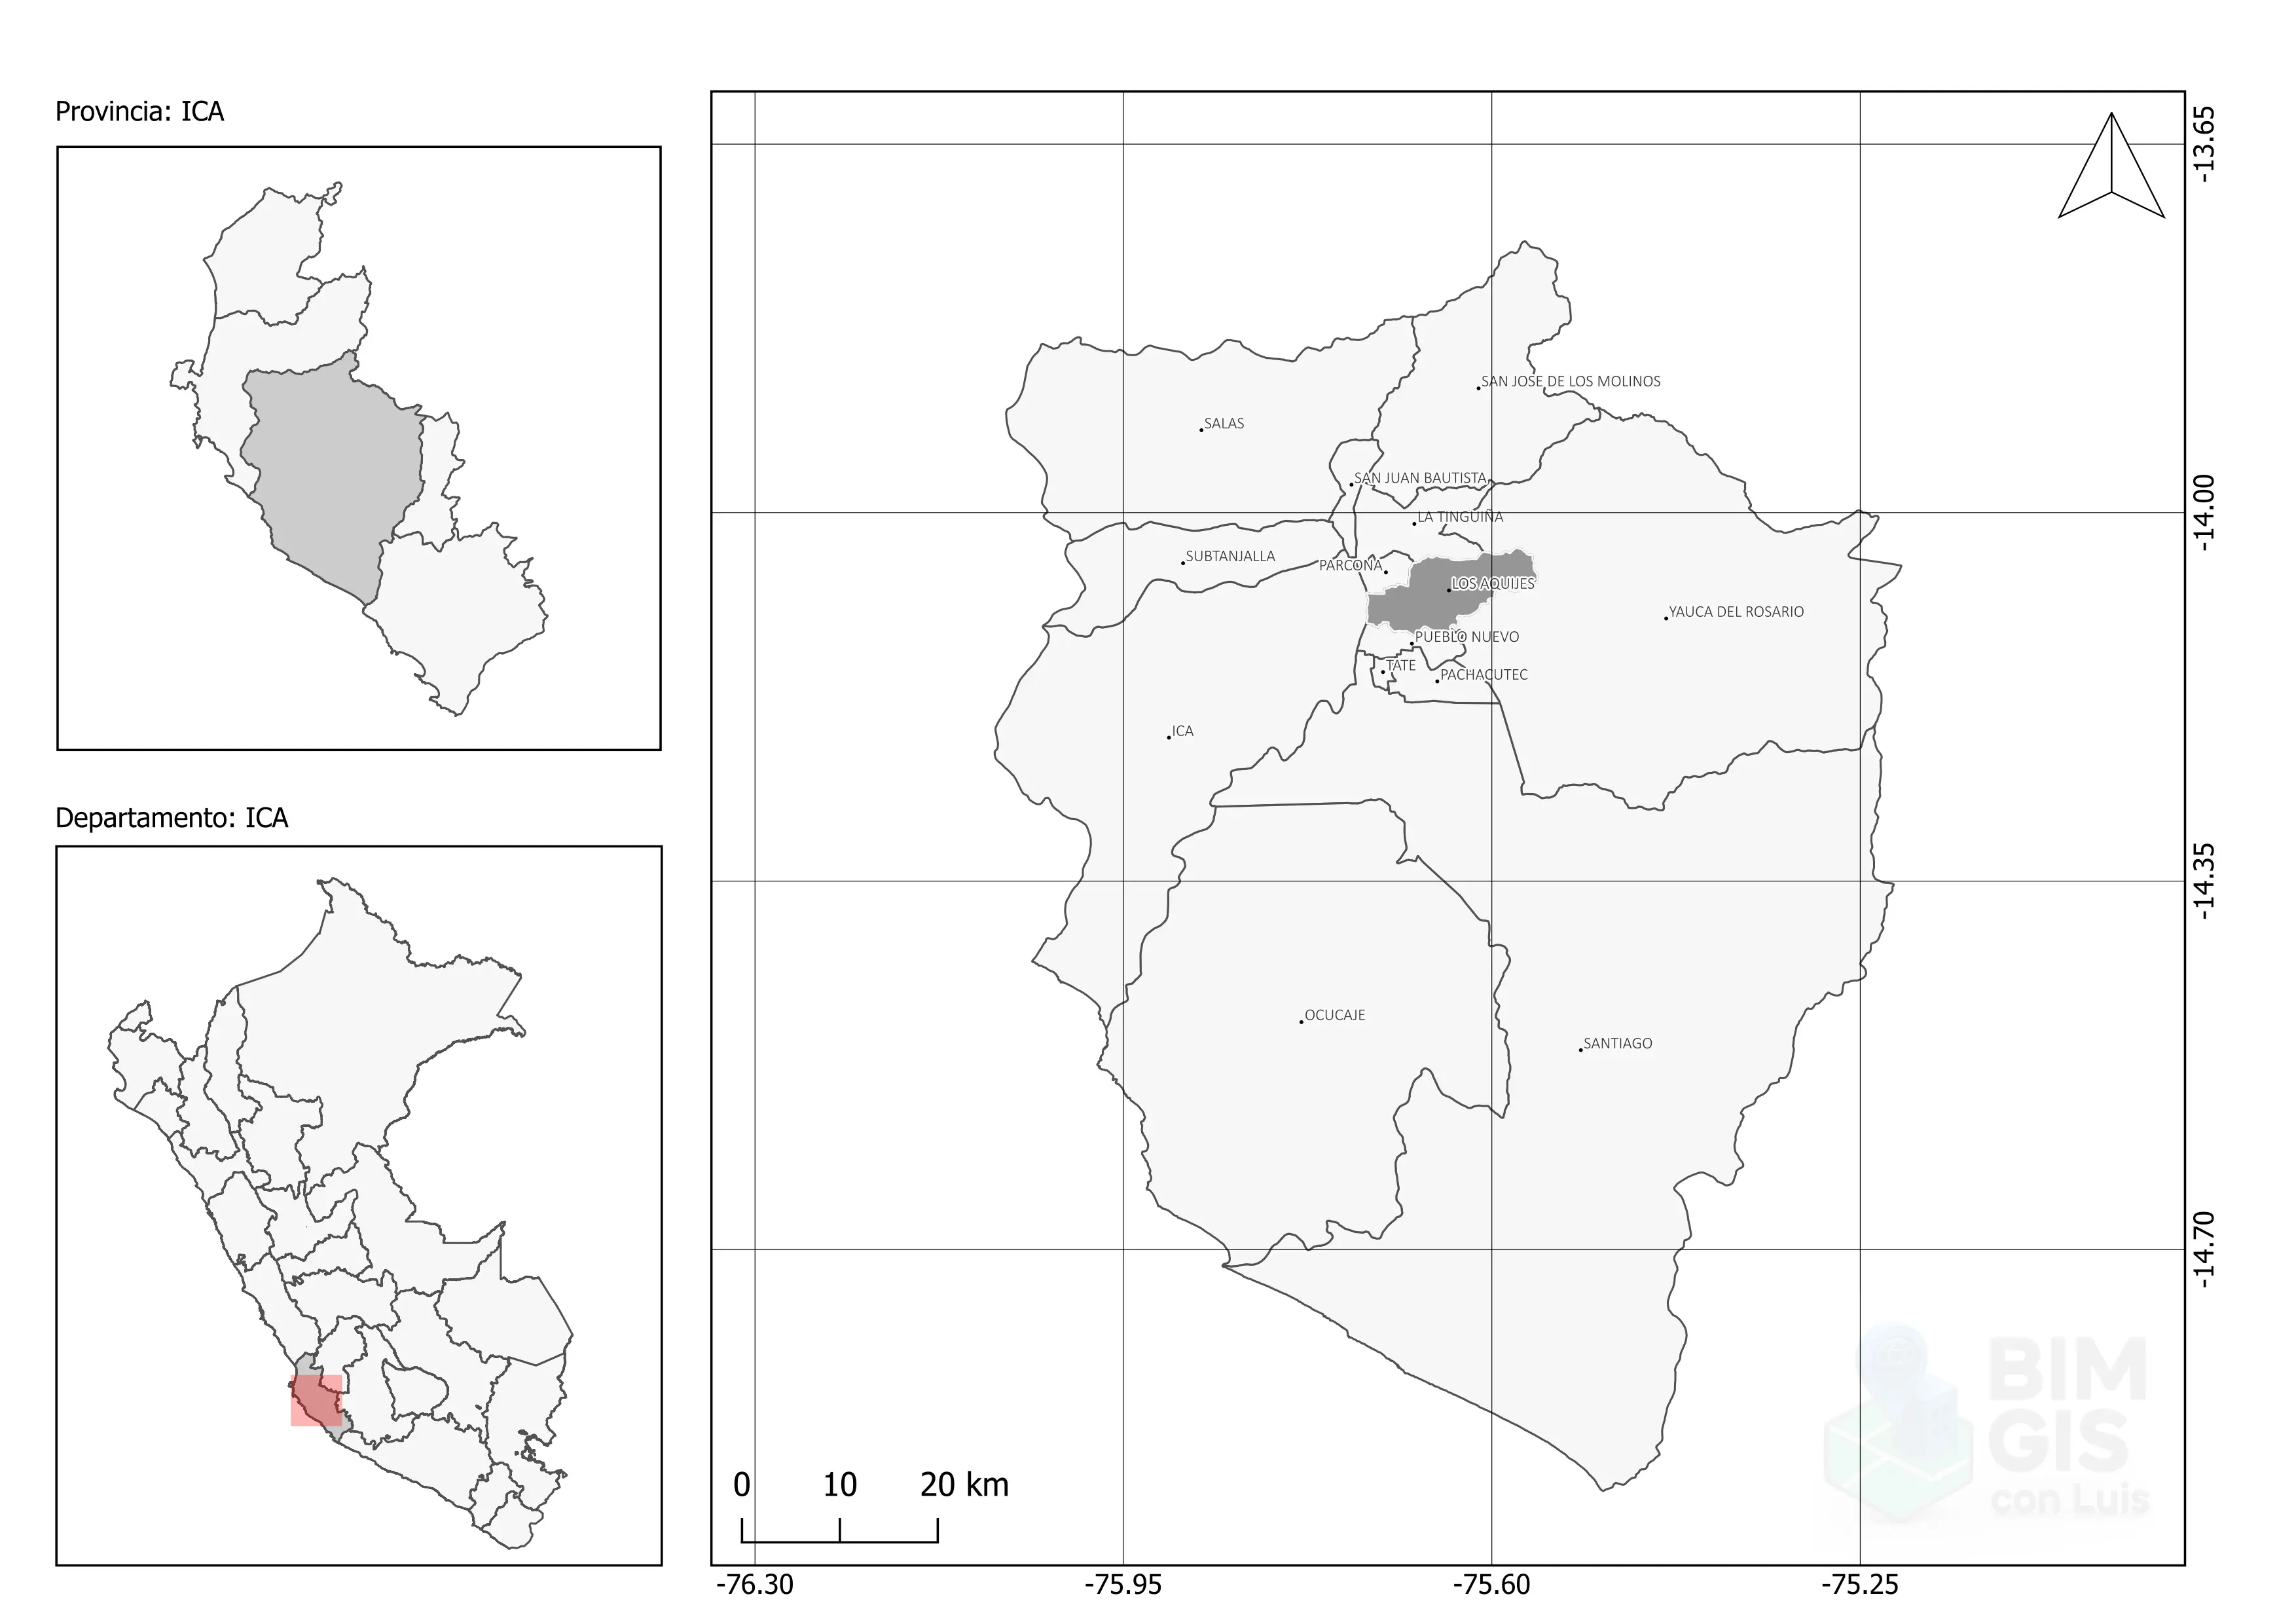 Provincia: ICA
Departamento: ICA
-13.65
-14.00
-14.35
-14.70
SAN JOSE DE LOS MOLINOS
SALAS
SAN JUAN BAUTISTA
LA TINGUIÑA
SUBTANJALLA
PARCONA
LOS AQUIJES
YAUCA DEL ROSARIO
PUEBLO NUEVO
TATE
PACHACUTEC
ICA
OCUCAJE
SANTIAGO
0 10 20 km
BIM
GIS
con Luis
-76.30 -75.95 -75.60 -75.25